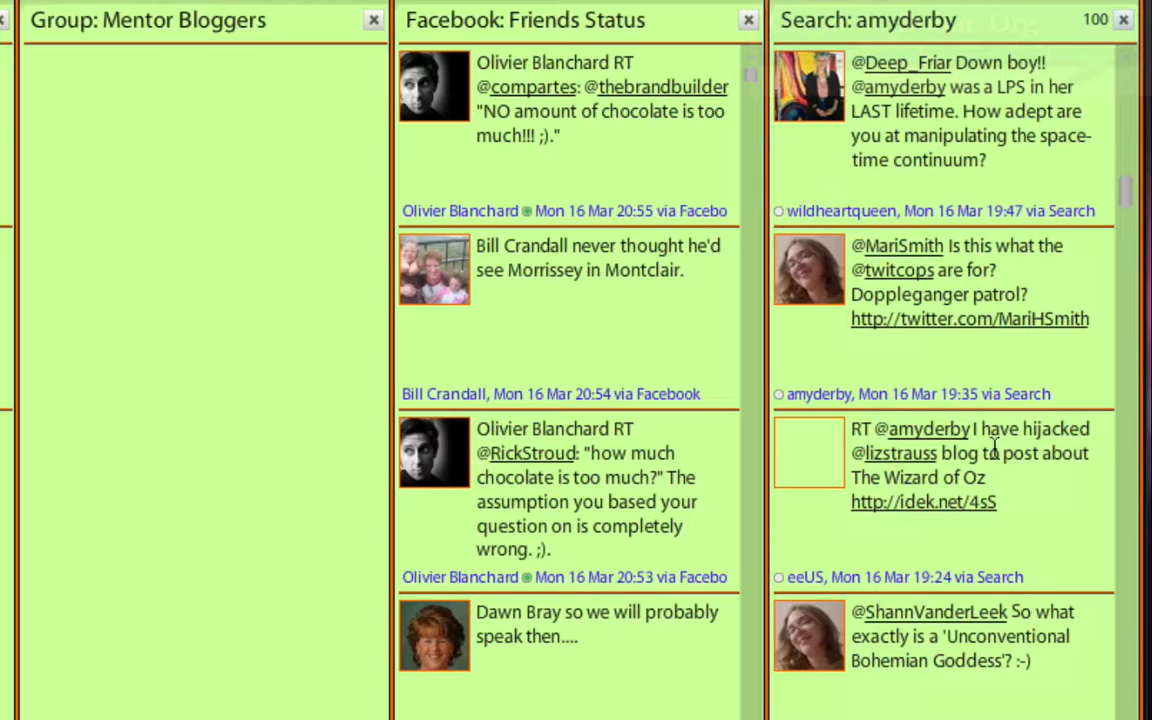 Group: Mentor Bloggers
Facebook: Friends Status
Olivier Blanchard RT
@compartes: @thebrandbuilder
"NO amount of chocolate is too
much!!! ;)."
Olivier Blanchard Mon 16 Mar 20:55 via Facebo
Bill Crandall never thought he'd
see Morrissey in Montclair.
Bill Crandall, Mon 16 Mar 20:54 via Facebook
Olivier Blanchard RT
@RickStroud: "how much
chocolate is too much?" The
assumption you based your
question on is completely
wrong. ;).
Olivier Blanchard Mon 16 Mar 20:53 via Facebo
Dawn Bray so we will probably
speak then....
Search: amyderby 100
@Deep_Friar Down boy!!
@amyderby was a LPS in her
LAST lifetime. How adept are
you at manipulating the space-
time continuum?
wildheartqueen, Mon 16 Mar 19:47 via Search
@MariSmith Is this what the
@twitcops are for?
Doppleganger patrol?
http://twitter.com/MariHSmith
amyderby, Mon 16 Mar 19:35 via Search
RT @amyderby I have hijacked
@lizstrauss blog to post about
The Wizard of Oz
http://idek.net/4sS
eeUS, Mon 16 Mar 19:24 via Search
@ShannVanderLeek So what
exactly is a 'Unconventional
Bohemian Goddess'? :-)